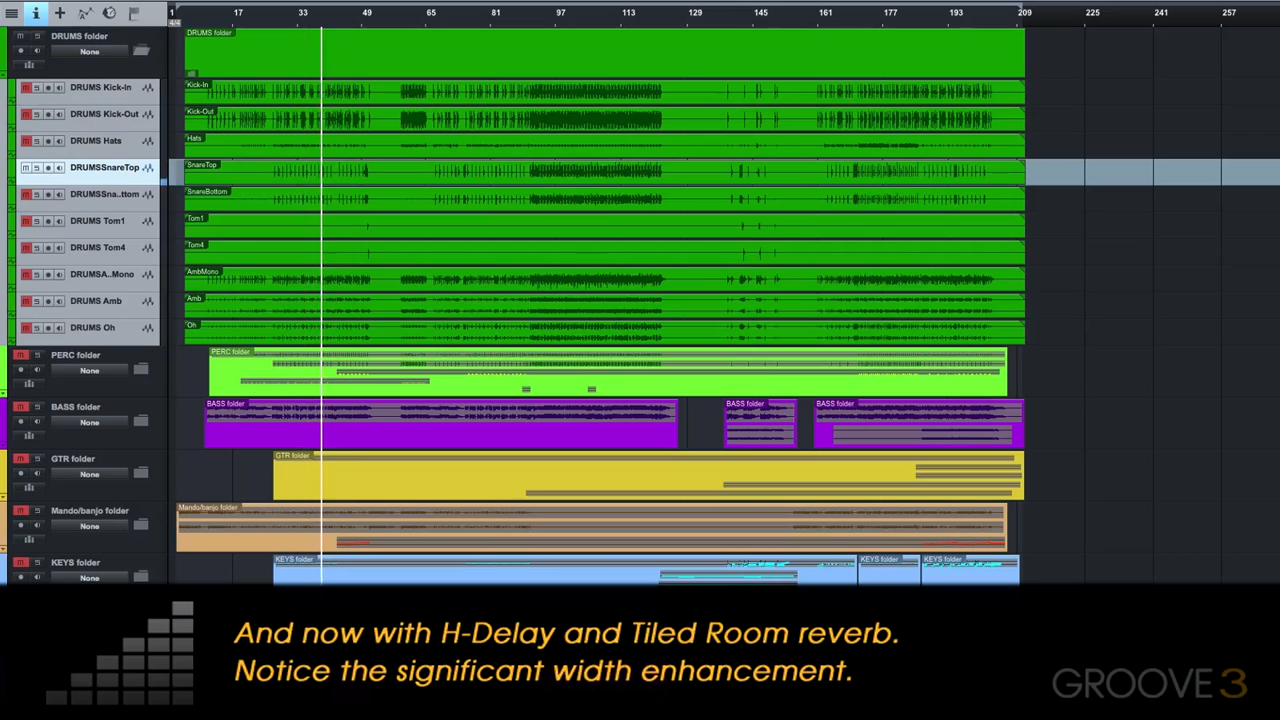 1 17 33 49 65 81 97 113 129 145 161 177 193 209 225 241 257
4/4
DRUMS folder
M S
None
DRUMS folder
M S DRUMS Kick-In
Kick-In
M S DRUMS Kick-Out
Kick-Out
M S DRUMS Hats
Hats
M S DRUMSSnareTop
SnareTop
M S DRUMSSna..ttom
SnareBottom
M S DRUMS Tom1
Tom1
M S DRUMS Tom4
Tom4
M S DRUMSA..Mono
AmbMono
M S DRUMS Amb
Amb
M S DRUMS Oh
Oh
M S PERC folder
None
PERC folder
M S BASS folder
None
BASS folder BASS folder BASS folder
M S GTR folder
None
GTR folder
M S Mando/banjo folder
None
Mando/banjo folder
M S KEYS folder
None
KEYS folder KEYS folder KEYS folder
And now with H-Delay and Tiled Room reverb.
Notice the significant width enhancement.
GROOVE3